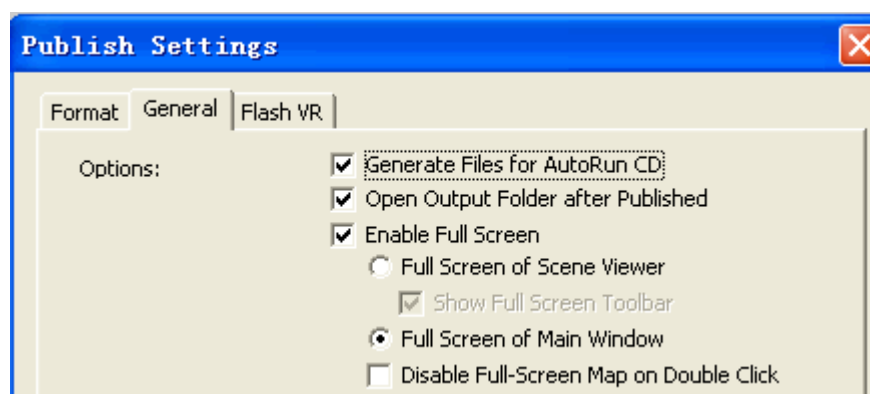 Publish Settings
Format General Flash VR
Options: Generate Files for AutoRun CD
Open Output Folder after Published
Enable Full Screen
Full Screen of Scene Viewer
Show Full Screen Toolbar
Full Screen of Main Window
Disable Full-Screen Map on Double Click